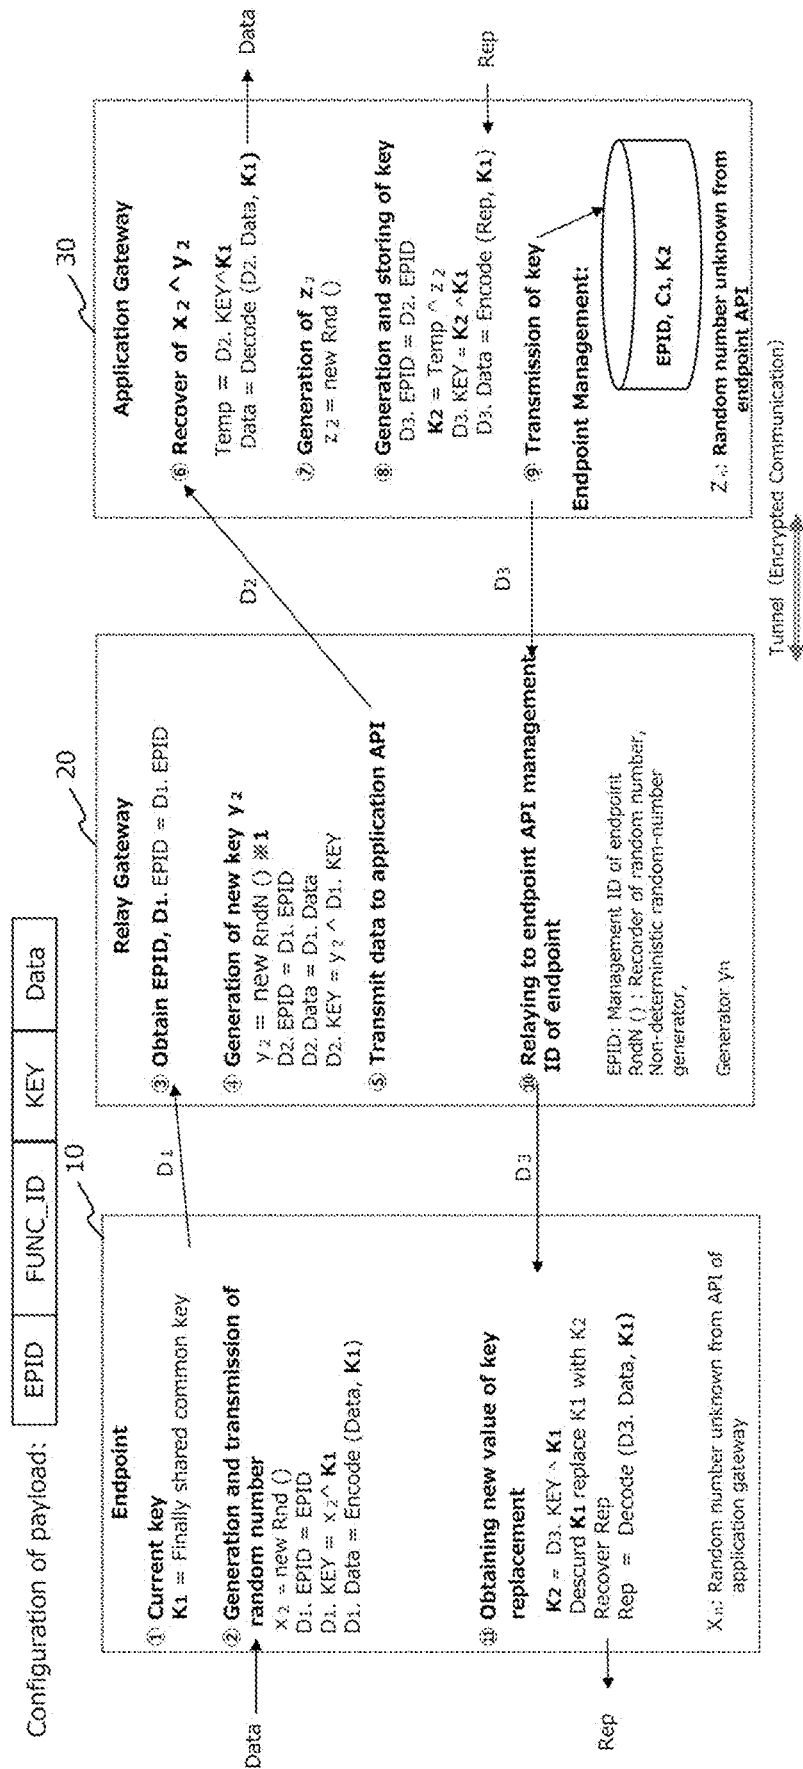 Configuration of payload:
EPID FUNC_ID KEY Data
10
Endpoint
① Current key
K1 = Finally shared common key
② Generation and transmission of
random number
x2 = new Rnd ()
D1. EPID = EPID
D1. KEY = x2 ^ K1
D1. Data = Encode (Data, K1)
Data
⑪ Obtaining new value of key
replacement
K2 = D3. KEY ^ K1
Descurd K1 replace K1 with K2
Recover Rep
Rep = Decode (D3. Data, K1)
Rep
Xn: Random number unknown from API of
application gateway
D1
D3
20
Relay Gateway
③ Obtain EPID, D1. EPID = D1. EPID
④ Generation of new key y2
y2 = new RndN () ※1
D2. EPID = D1. EPID
D2. Data = D1. Data
D2. KEY = y2 ^ D1. KEY
⑤ Transmit data to application API
⑩ Relaying to endpoint API management
ID of endpoint
EPID: Management ID of endpoint
RndN () : Recorder of random number,
Non-deterministic random-number
generator,
Generator yn
D2
D3
30
Application Gateway
⑥ Recover of x2 ^ y2
Temp = D2. KEY^K1
Data = Decode (D2. Data, K1)
Data
⑦ Generation of z2
z2 = new Rnd ()
⑧ Generation and storing of key
D3. EPID = D2. EPID
K2 = Temp ^ z2
D3. KEY = K2 ^K1
D3. Data = Encode (Rep, K1)
Rep
⑨ Transmission of key
Endpoint Management:
EPID, C1, K2
: Random number unknown from
endpoint API
Tunnel (Encrypted Communication)